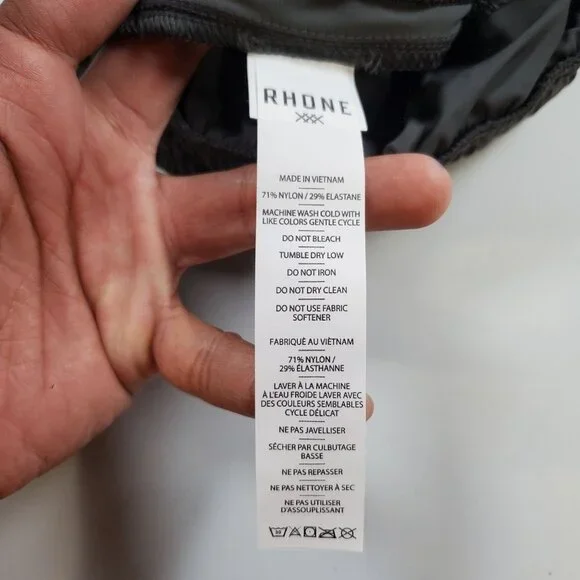 RHONE
MADE IN VIETNAM
71% NYLON / 29% ELASTANE
MACHINE WASH COLD WITH
LIKE COLORS GENTLE CYCLE
DO NOT BLEACH
TUMBLE DRY LOW
DO NOT IRON
DO NOT DRY CLEAN
DO NOT USE FABRIC
SOFTENER
FABRIQUÉ AU VIÊTNAM
71% NYLON /
29% ÉLASTHANNE
LAVER À LA MACHINE
À L'EAU FROIDE LAVER AVEC
DES COULEURS SEMBLABLES
CYCLE DÉLICAT
NE PAS JAVELLISER
SÉCHER PAR CULBUTAGE
BASSE
NE PAS REPASSER
NE PAS NETTOYER À SEC
NE PAS UTILISER
D'ASSOUPLISSANT